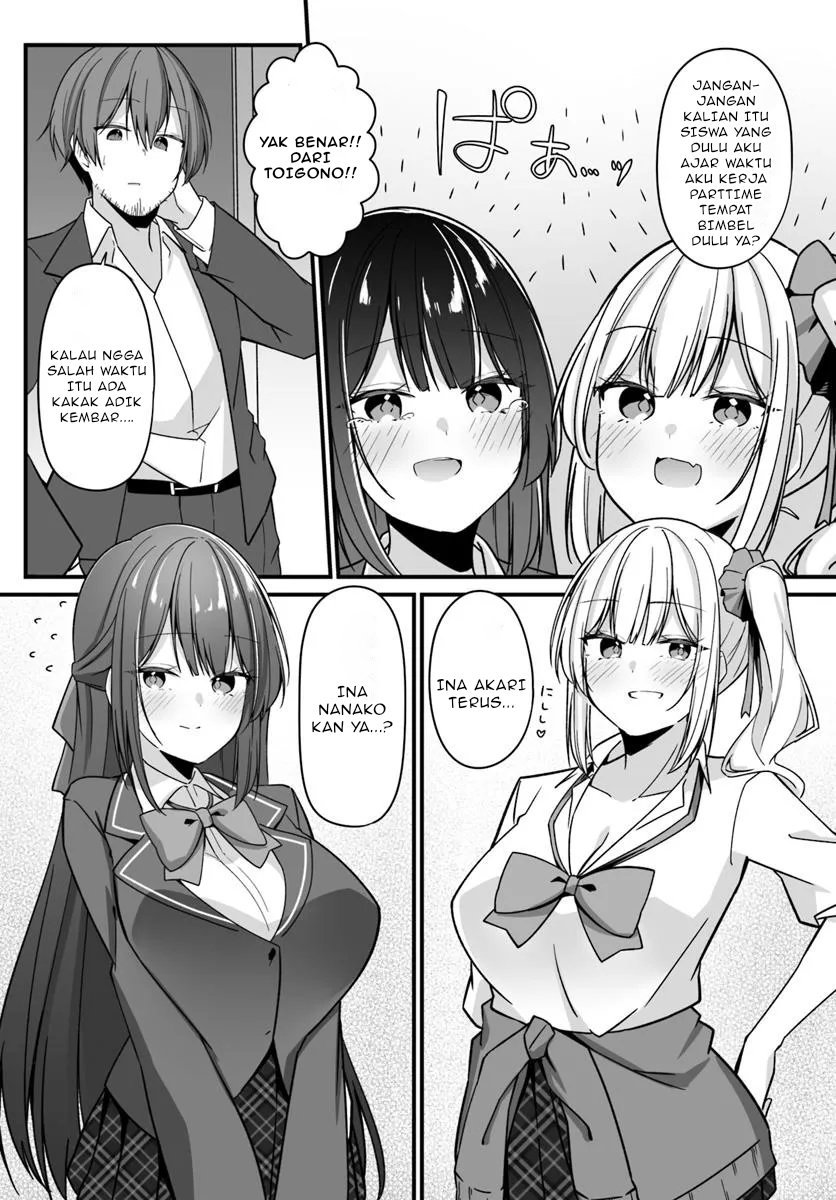 JANGAN-
JANGAN
KALIAN ITU
SISWA YANG
DULU AKU
AJAR WAKTU
AKU KERJA
PARTTIME
TEMPAT
BIMBEL
DULU YA?
ぱぁ...♡
YAK BENAR!!
DARI
TOIGONO!!
KALAU NGGA
SALAH WAKTU
ITU ADA
KAKAK ADIK
KEMBAR....
INA AKARI
TERUS...
にししし♡
INA
NANAKO
KAN YA...?